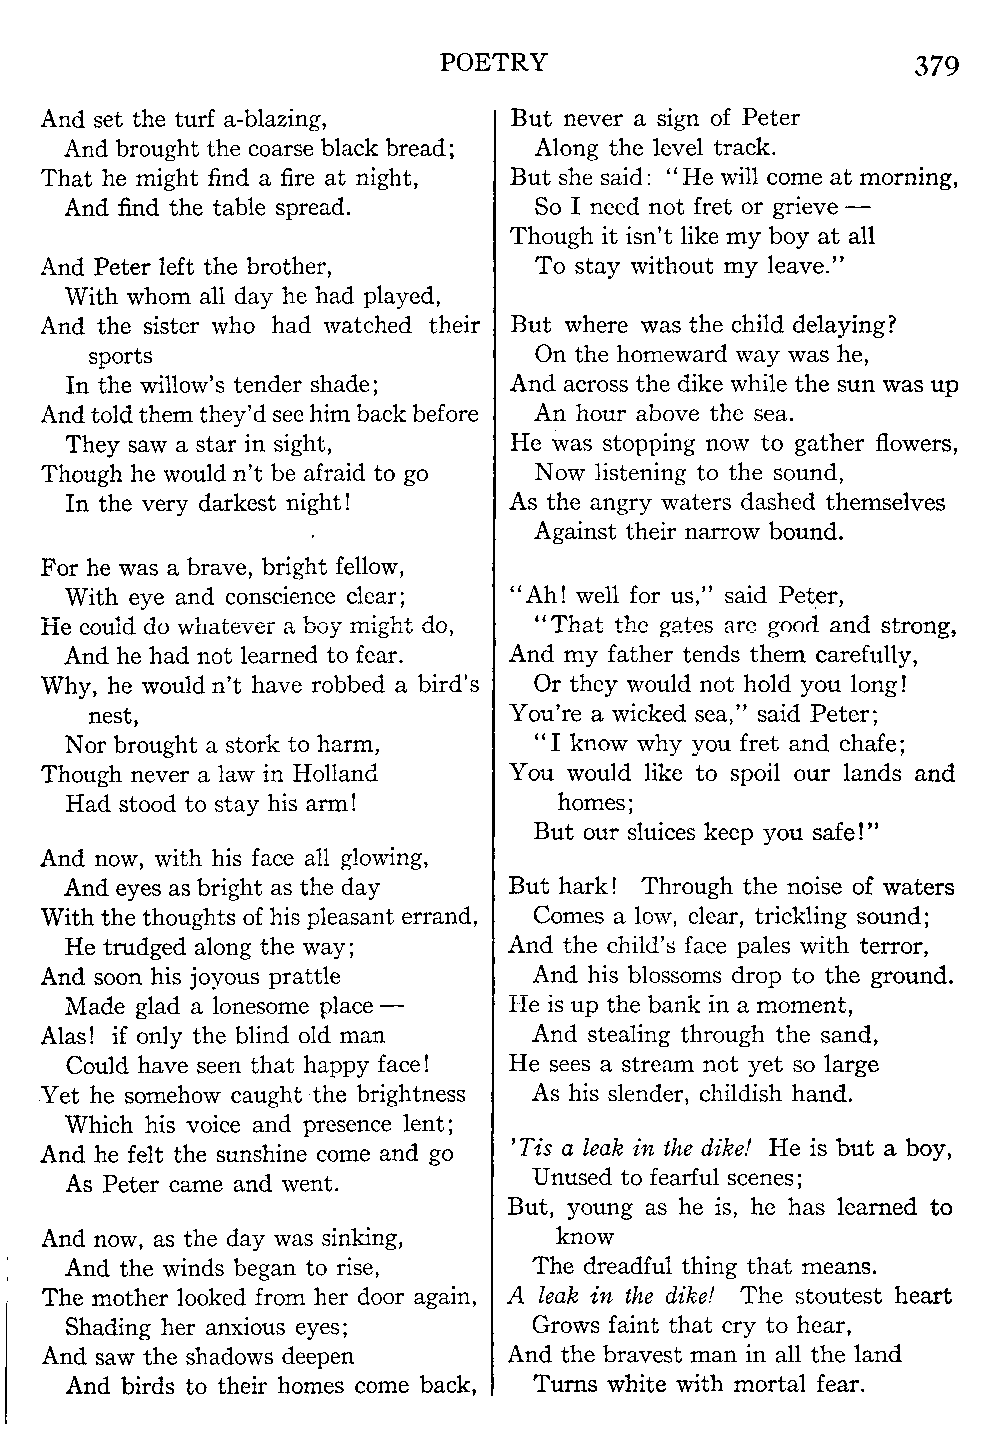 POETRY 379
And set the turf a-blazing,
And brought the coarse black bread;
That he might find a fire at night,
And find the table spread.
And Peter left the brother,
With whom all day he had played,
And the sister who had watched their
sports
In the willow's tender shade;
And told them they'd see him back before
They saw a star in sight,
Though he would n't be afraid to go
In the very darkest night!
For he was a brave, bright fellow,
With eye and conscience clear;
He could do whatever a boy might do,
And he had not learned to fear.
Why, he would n't have robbed a bird's
nest,
Nor brought a stork to harm,
Though never a law in Holland
Had stood to stay his arm!
And now, with his face all glowing,
And eyes as bright as the day
With the thoughts of his pleasant errand,
He trudged along the way;
And soon his joyous prattle
Made glad a lonesome place —
Alas! if only the blind old man
Could have seen that happy face!
Yet he somehow caught the brightness
Which his voice and presence lent;
And he felt the sunshine come and go
As Peter came and went.
And now, as the day was sinking,
And the winds began to rise,
The mother looked from her door again,
Shading her anxious eyes;
And saw the shadows deepen
And birds to their homes come back,
But never a sign of Peter
Along the level track.
But she said: "He will come at morning,
So I need not fret or grieve —
Though it isn't like my boy at all
To stay without my leave."
But where was the child delaying?
On the homeward way was he,
And across the dike while the sun was up
An hour above the sea.
He was stopping now to gather flowers,
Now listening to the sound,
As the angry waters dashed themselves
Against their narrow bound.
"Ah! well for us," said Peter,
"That the gates are good and strong,
And my father tends them carefully,
Or they would not hold you long!
You're a wicked sea," said Peter;
"I know why you fret and chafe;
You would like to spoil our lands and
homes;
But our sluices keep you safe!"
But hark! Through the noise of waters
Comes a low, clear, trickling sound;
And the child's face pales with terror,
And his blossoms drop to the ground.
He is up the bank in a moment,
And stealing through the sand,
He sees a stream not yet so large
As his slender, childish hand.
'Tis a leak in the dike! He is but a boy,
Unused to fearful scenes;
But, young as he is, he has learned to
know
The dreadful thing that means.
A leak in the dike! The stoutest heart
Grows faint that cry to hear,
And the bravest man in all the land
Turns white with mortal fear.